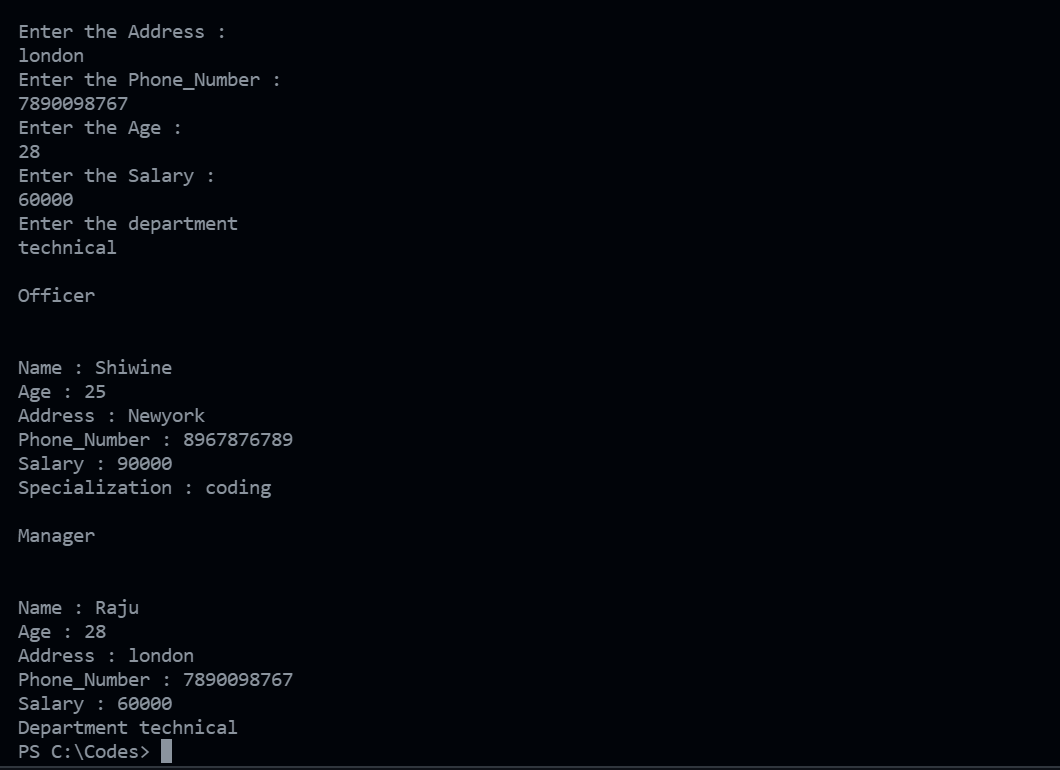 Enter the Address :
london
Enter the Phone_Number :
7890098767
Enter the Age :
28
Enter the Salary :
60000
Enter the department
technical
Officer
Name : Shiwine
Age : 25
Address : Newyork
Phone_Number : 8967876789
Salary : 90000
Specialization : coding
Manager
Name : Raju
Age : 28
Address : london
Phone_Number : 7890098767
Salary : 60000
Department technical
PS C:\Codes>